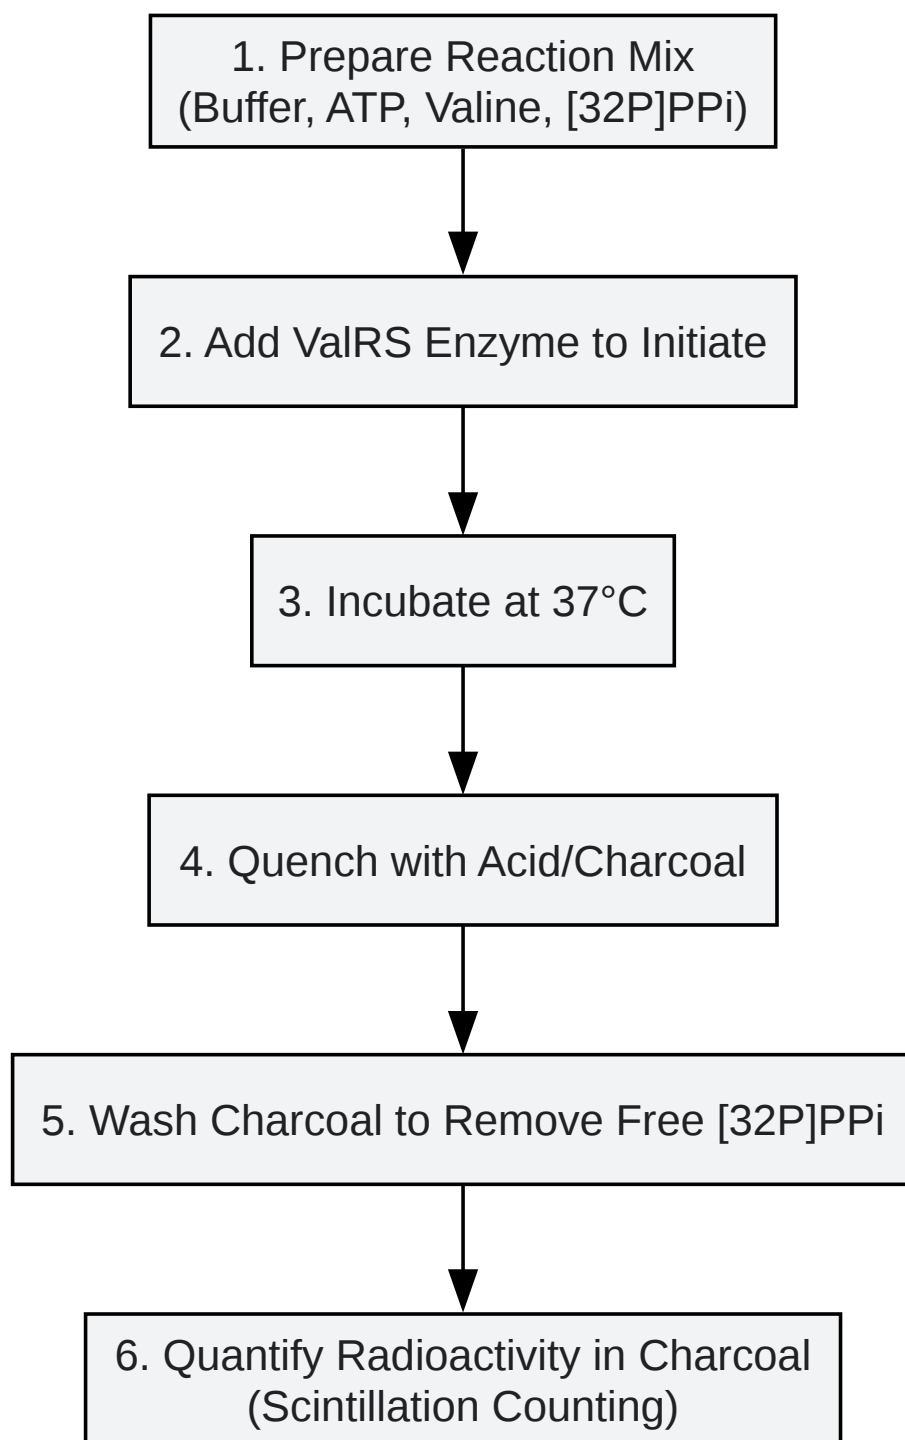 1. Prepare Reaction Mix
(Buffer, ATP, Valine, [32P]PPi)
2. Add ValRS Enzyme to Initiate
3. Incubate at 37°C
4. Quench with Acid/Charcoal
5. Wash Charcoal to Remove Free [32P]PPi
6. Quantify Radioactivity in Charcoal
(Scintillation Counting)